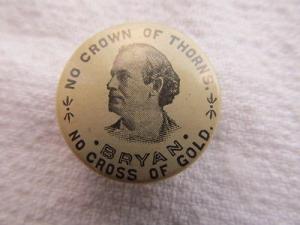 NO CROWN OF THORNS.
BRYAN
NO CROSS OF GOLD.